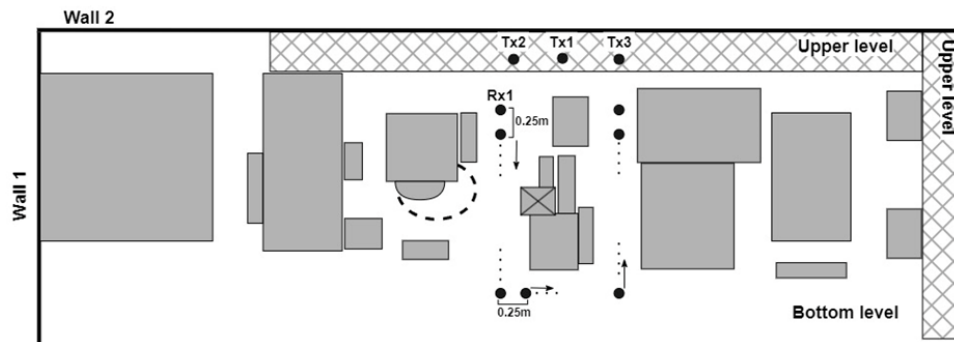 Wall 2
Tx2 Tx1 Tx3
Upper level
Upper level
Rx1
0.25m
Wall 1
0.25m
Bottom level